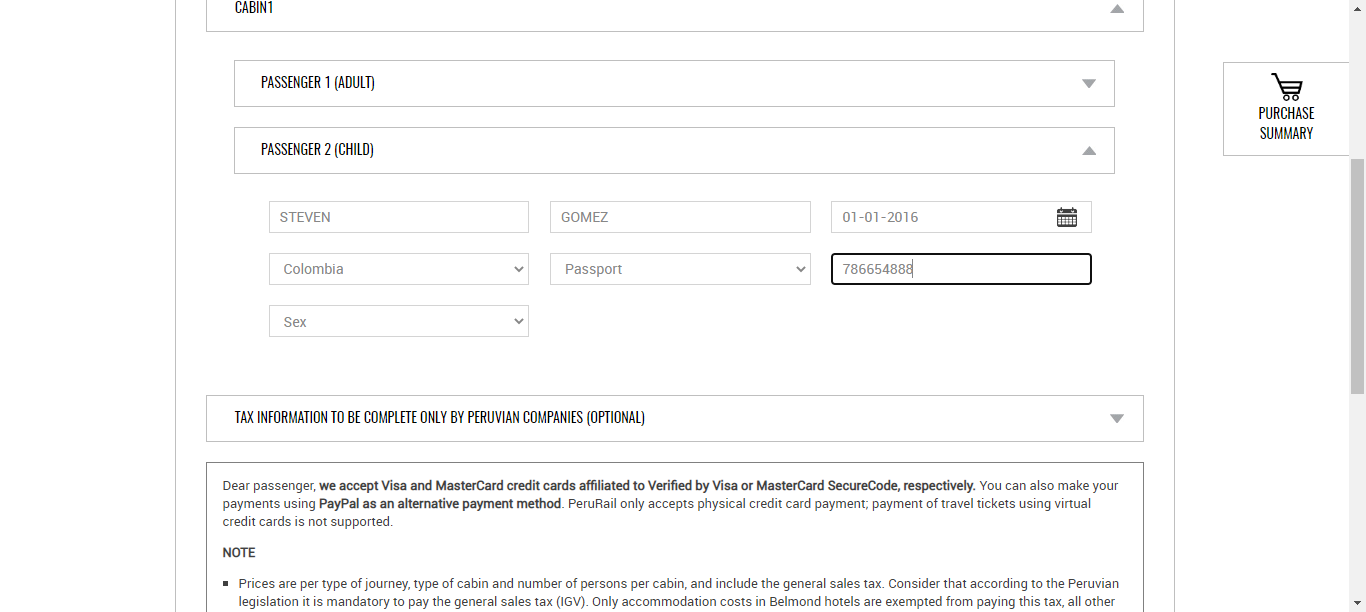 CABIN1
PASSENGER 1 (ADULT)
PURCHASE
SUMMARY
PASSENGER 2 (CHILD)
STEVEN
GOMEZ
01-01-2016
Colombia
Passport
786654888
Sex
TAX INFORMATION TO BE COMPLETE ONLY BY PERUVIAN COMPANIES (OPTIONAL)
Dear passenger, we accept Visa and MasterCard credit cards affiliated to Verified by Visa or MasterCard SecureCode, respectively. You can also make your
payments using PayPal as an alternative payment method. PeruRail only accepts physical credit card payment; payment of travel tickets using virtual
credit cards is not supported.
NOTE
Prices are per type of journey, type of cabin and number of persons per cabin, and include the general sales tax. Consider that according to the Peruvian
legislation it is mandatory to pay the general sales tax (IGV). Only accommodation costs in Belmond hotels are exempted from paying this tax, all other